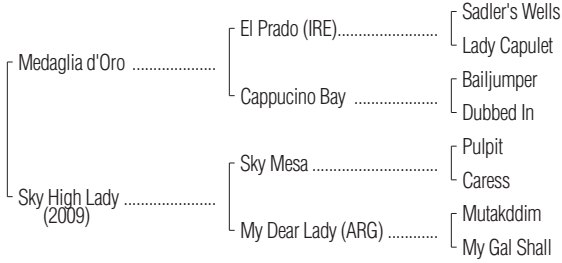 Sadler's Wells
El Prado (IRE)..........................
Lady Capulet
Medaglia d'Oro .....................
Bailjumper
Cappucino Bay .....................
Dubbed In
Pulpit
Sky Mesa ................................
Caress
Sky High Lady .......................
(2009)
Mutakddim
My Dear Lady (ARG) .............
My Gal Shall